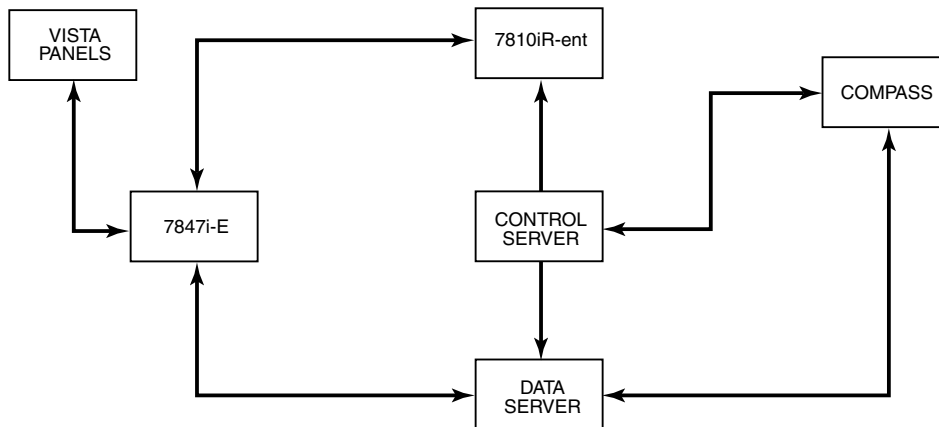 VISTA
PANELS
7810iR-ent
COMPASS
7847i-E
CONTROL
SERVER
DATA
SERVER